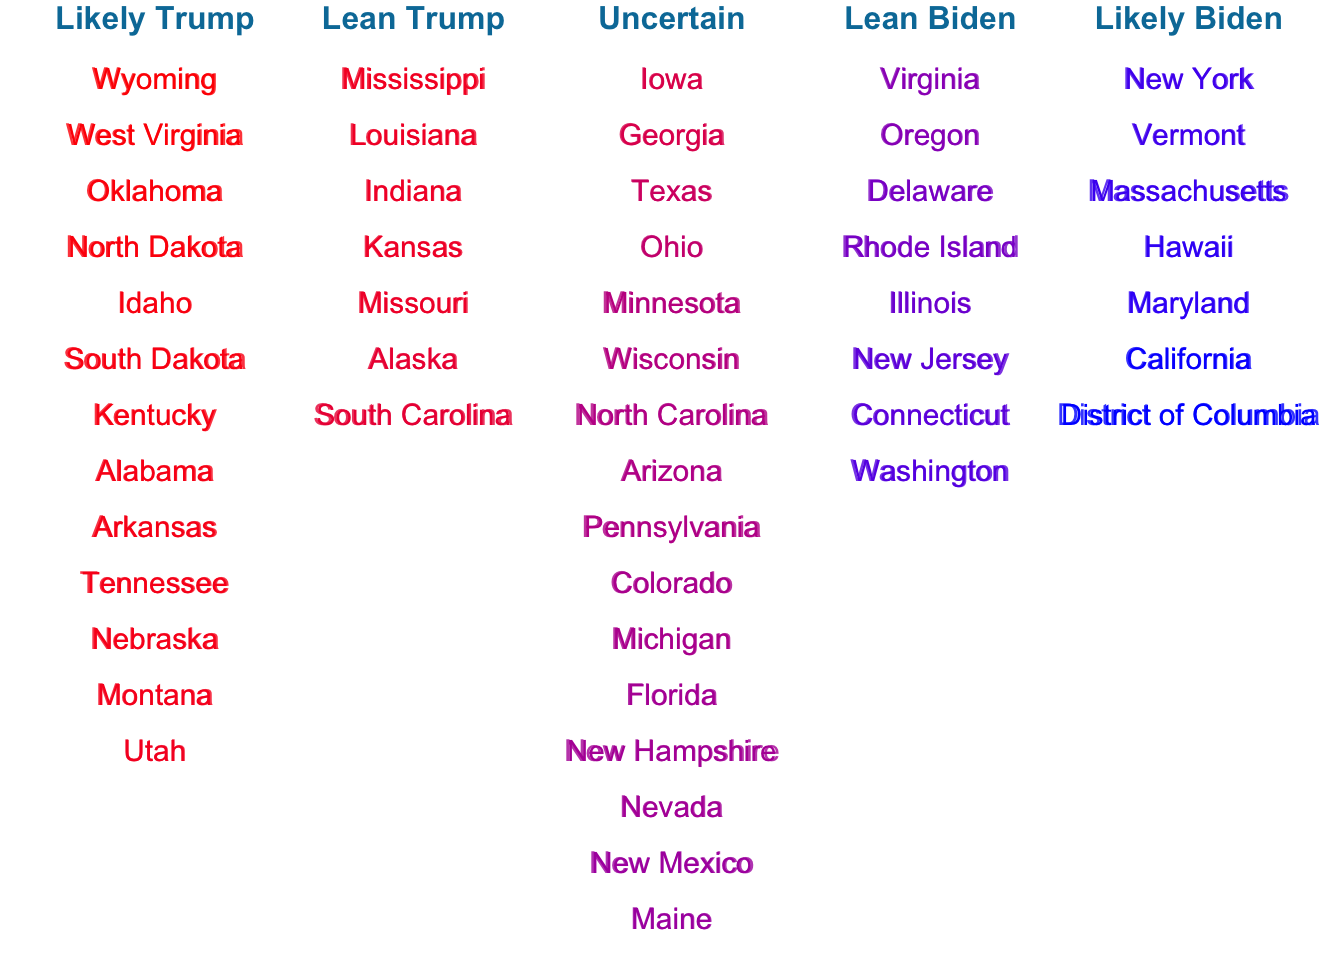 Likely Trump Lean Trump Uncertain Lean Biden Likely Biden
Wyoming Mississippi Iowa Virginia New York
West Virginia Louisiana Georgia Oregon Vermont
Oklahoma Indiana Texas Delaware Massachusetts
North Dakota Kansas Ohio Rhode Island Hawaii
Idaho Missouri Minnesota Illinois Maryland
South Dakota Alaska Wisconsin New Jersey California
Kentucky South Carolina North Carolina Connecticut District of Columbia
Alabama Arizona Washington
Arkansas Pennsylvania
Tennessee Colorado
Nebraska Michigan
Montana Florida
Utah New Hampshire
Nevada
New Mexico
Maine